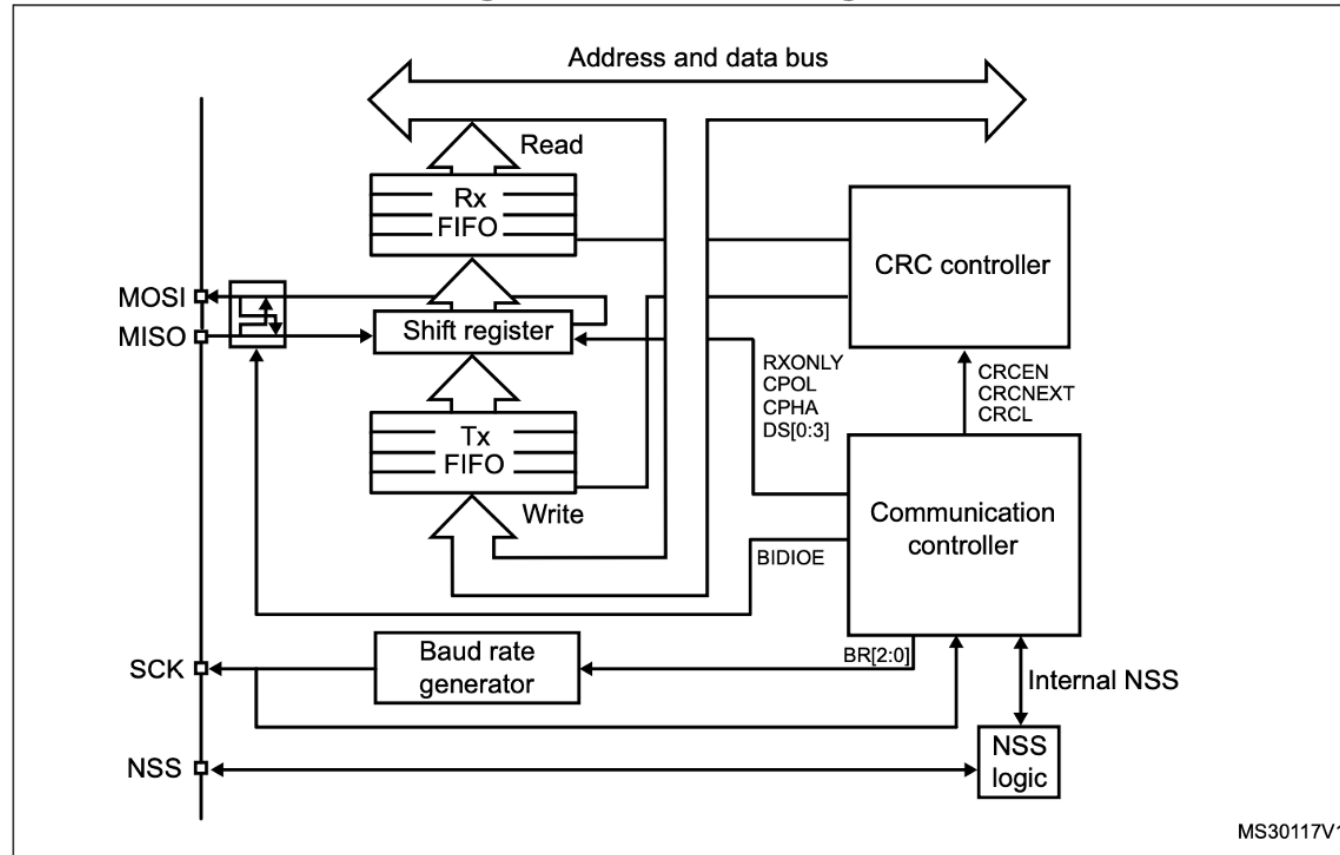 Address and data bus
Read
Rx
FIFO
CRC controller
MOSI
MISO
Shift register
RXONLY
CPOL
CPHA
DS[0:3]
CRCEN
CRCNEXT
CRCL
Tx
FIFO
Write
Communication
controller
BIDIOE
Baud rate
generator
BR[2:0]
SCK
Internal NSS
NSS
NSS
logic
MS30117V1